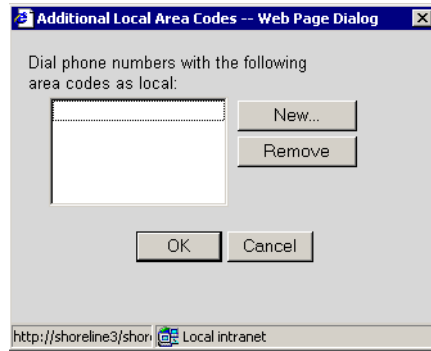 Additional Local Area Codes -- Web Page Dialog
Dial phone numbers with the following
area codes as local:
New...
Remove
OK Cancel
http://shoreline3/shor Local intranet